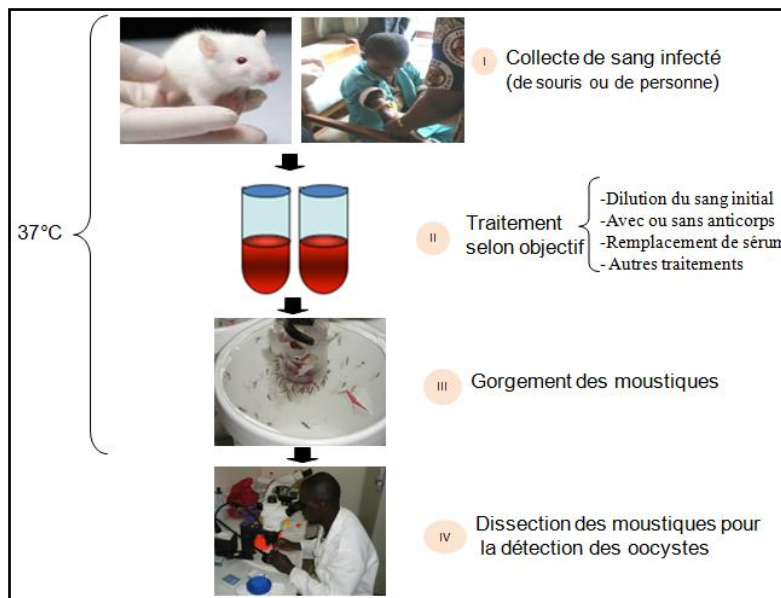 I
Collecte de sang infecté
(de souris ou de personne)
37°C
II
Traitement
selon objectif
-Dilution du sang initial
-Avec ou sans anticorps
-Remplacement de sérum
- Autres traitements
III
Gorgement des moustiques
IV
Dissection des moustiques pour
la détection des oocystes